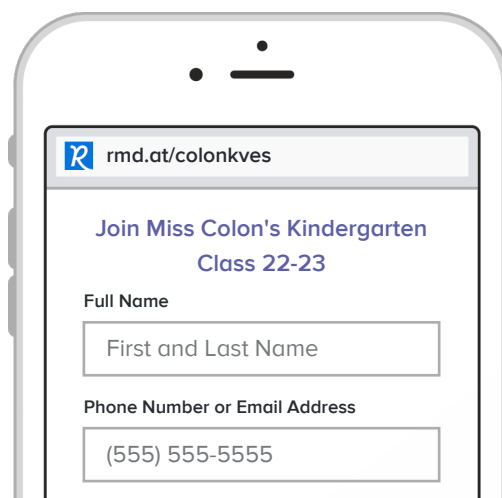 rmd.at/colonkves
Join Miss Colon's Kindergarten
Class 22-23
Full Name
First and Last Name
Phone Number or Email Address
(555) 555-5555